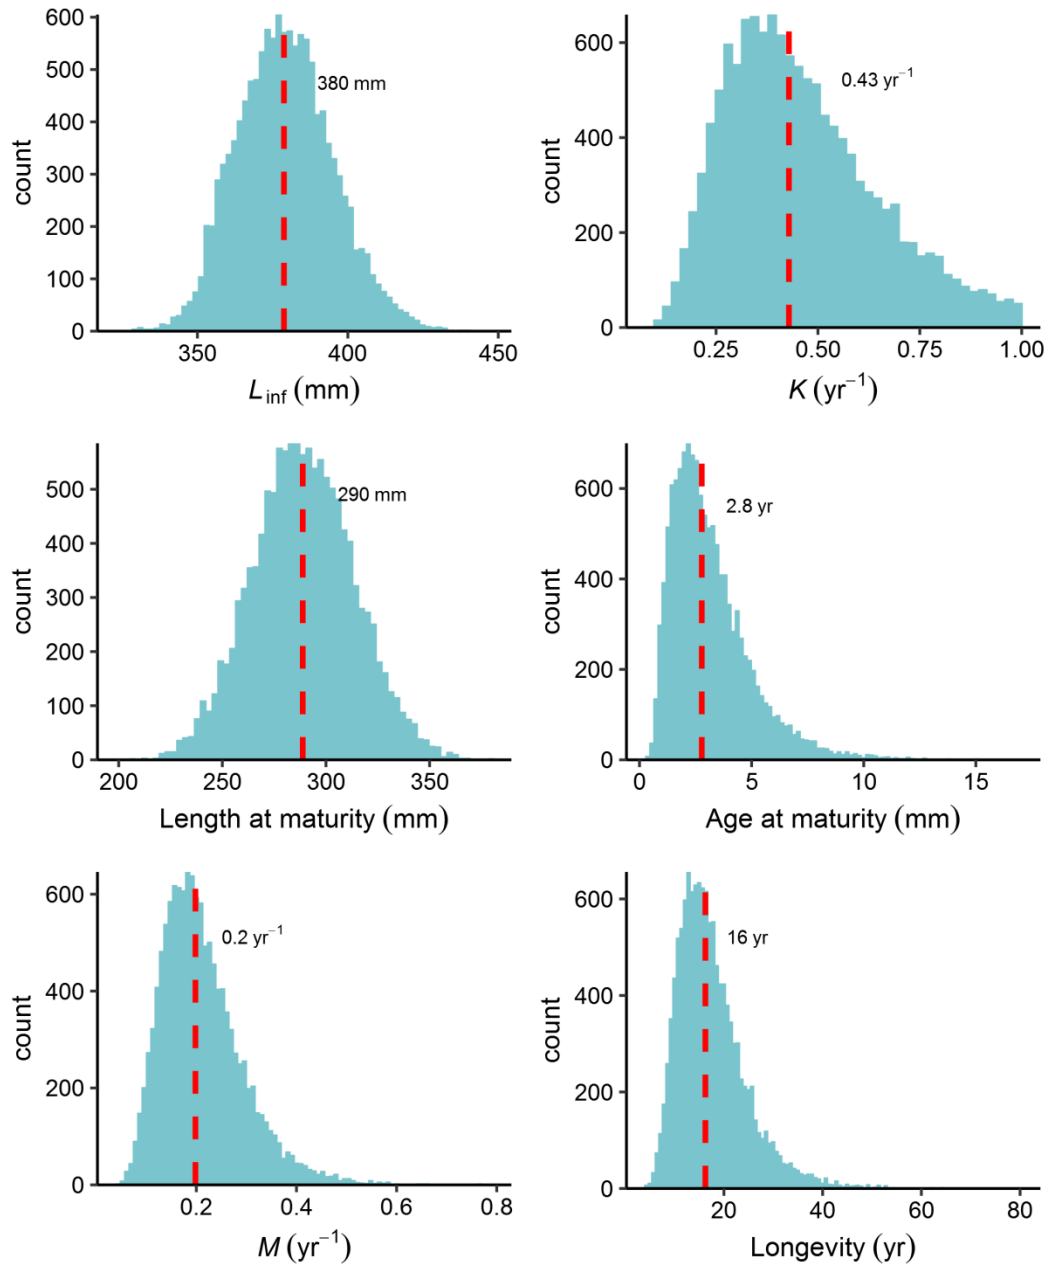 600
500
400
300
200
100
0
count
380 mm
350 400 450
L_inf (mm)
600
400
200
0
count
0.43 yr⁻¹
0.25 0.50 0.75 1.00
K (yr⁻¹)
500
400
300
200
100
0
count
290 mm
200 250 300 350
Length at maturity (mm)
600
400
200
0
count
2.8 yr
0 5 10 15
Age at maturity (mm)
600
400
200
0
count
0.2 yr⁻¹
0.2 0.4 0.6 0.8
M (yr⁻¹)
600
400
200
0
count
16 yr
20 40 60 80
Longevity (yr)